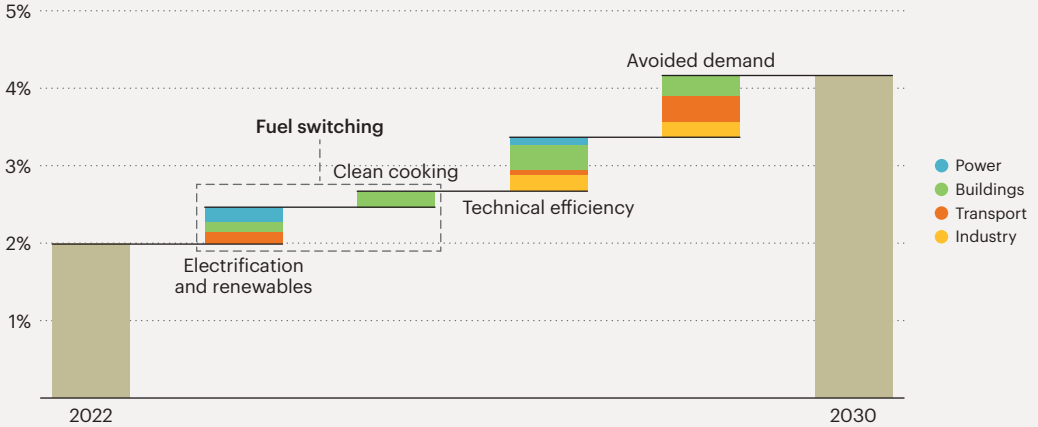 5%
4%
3%
2%
1%
Avoided demand
Fuel switching
Clean cooking
Technical efficiency
Electrification
and renewables
2022
2030
Power
Buildings
Transport
Industry